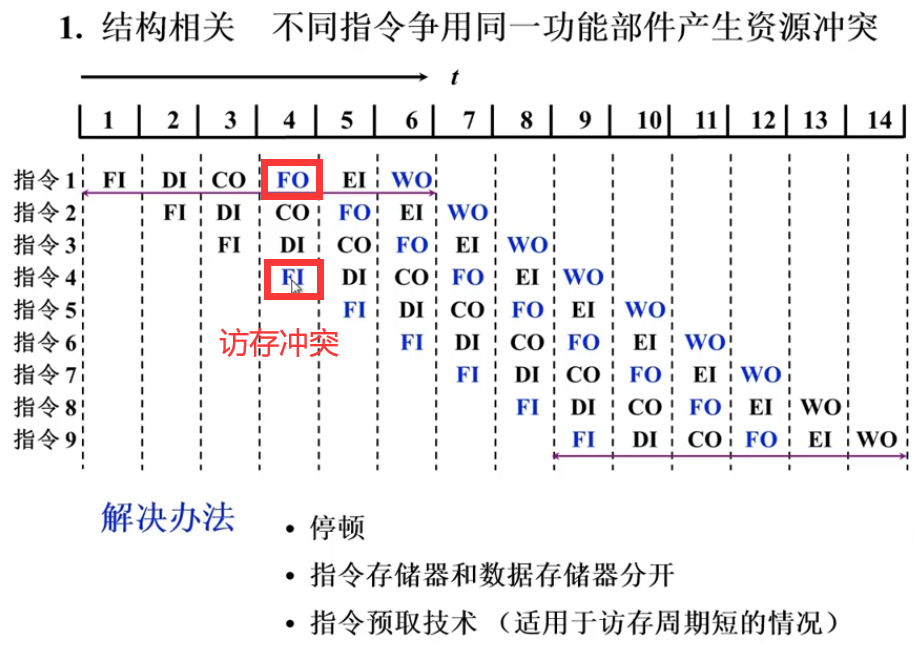 1. 结构相关 不同指令争用同一功能部件产生资源冲突
t
1 2 3 4 5 6 7 8 9 10 11 12 13 14
指令 1 FI DI CO FO EI WO
指令 2 FI DI CO FO EI WO
指令 3 FI DI CO FO EI WO
指令 4 FI DI CO FO EI WO
指令 5 FI DI CO FO EI WO
指令 6 FI DI CO FO EI WO
指令 7 FI DI CO FO EI WO
指令 8 FI DI CO FO EI WO
指令 9 FI DI CO FO EI WO
访存冲突
解决办法
• 停顿
• 指令存储器和数据存储器分开
• 指令预取技术 （适用于访存周期短的情况）